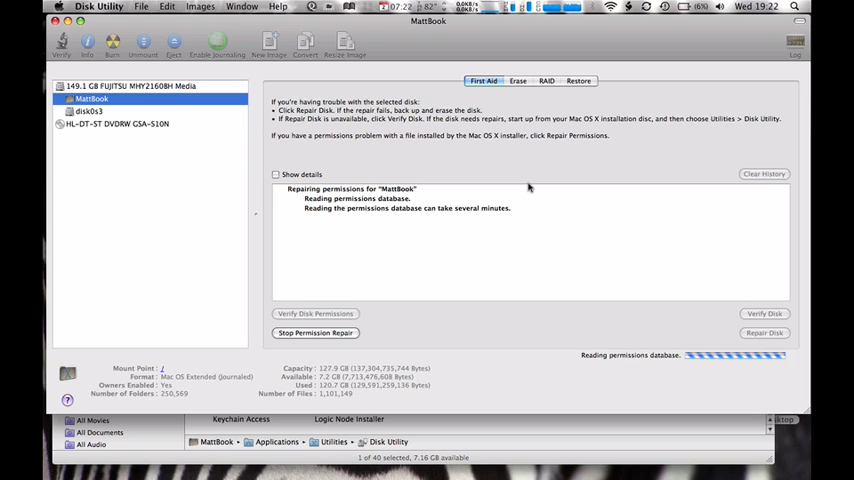 Disk Utility File Edit Images Window Help 07:22 82° 0.0KB/s 0.0KB/s (6%) Wed 19:22
MattBook
Verify Info Burn Unmount Eject Enable Journaling New Image Convert Resize Image Log
149.1 GB FUJITSU MHY2160BH Media
MattBook
disk0s3
HL-DT-ST DVDRW GSA-S10N
First Aid Erase RAID Restore
If you're having trouble with the selected disk:
• Click Repair Disk. If the repair fails, back up and erase the disk.
• If Repair Disk is unavailable, click Verify Disk. If the disk needs repairs, start up from your Mac OS X installation disc, and then choose Utilities > Disk Utility.
If you have a permissions problem with a file installed by the Mac OS X installer, click Repair Permissions.
Show details
Clear History
Repairing permissions for "MattBook"
Reading permissions database.
Reading the permissions database can take several minutes.
Verify Disk Permissions
Verify Disk
Stop Permission Repair
Repair Disk
Reading permissions database.
Mount Point : /
Format : Mac OS Extended (Journaled)
Owners Enabled : Yes
Number of Folders : 250,569
Capacity : 127.9 GB (137,304,735,744 Bytes)
Available : 7.2 GB (7,713,476,608 Bytes)
Used : 120.7 GB (129,591,259,136 Bytes)
Number of Files : 1,101,149
?
All Movies
All Documents
All Audio
Keychain Access Logic Node Installer
MattBook Applications Utilities Disk Utility
1 of 40 selected, 7.16 GB available